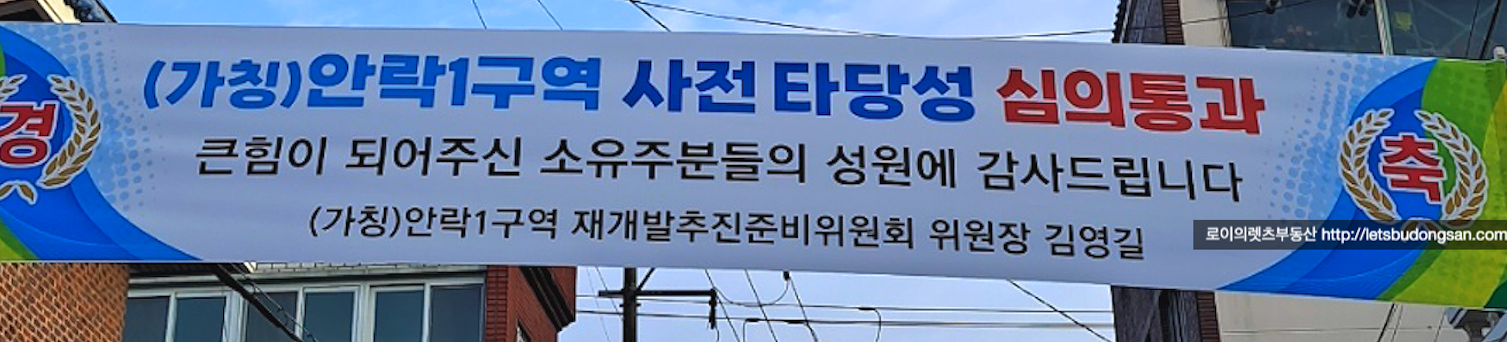 경
(가칭)안락1구역 사전타당성 심의통과
큰힘이 되어주신 소유주분들의 성원에 감사드립니다
(가칭)안락1구역 재개발추진준비위원회 위원장 김영길
축
로이의렛츠부동산 http://letsbudongsan.com